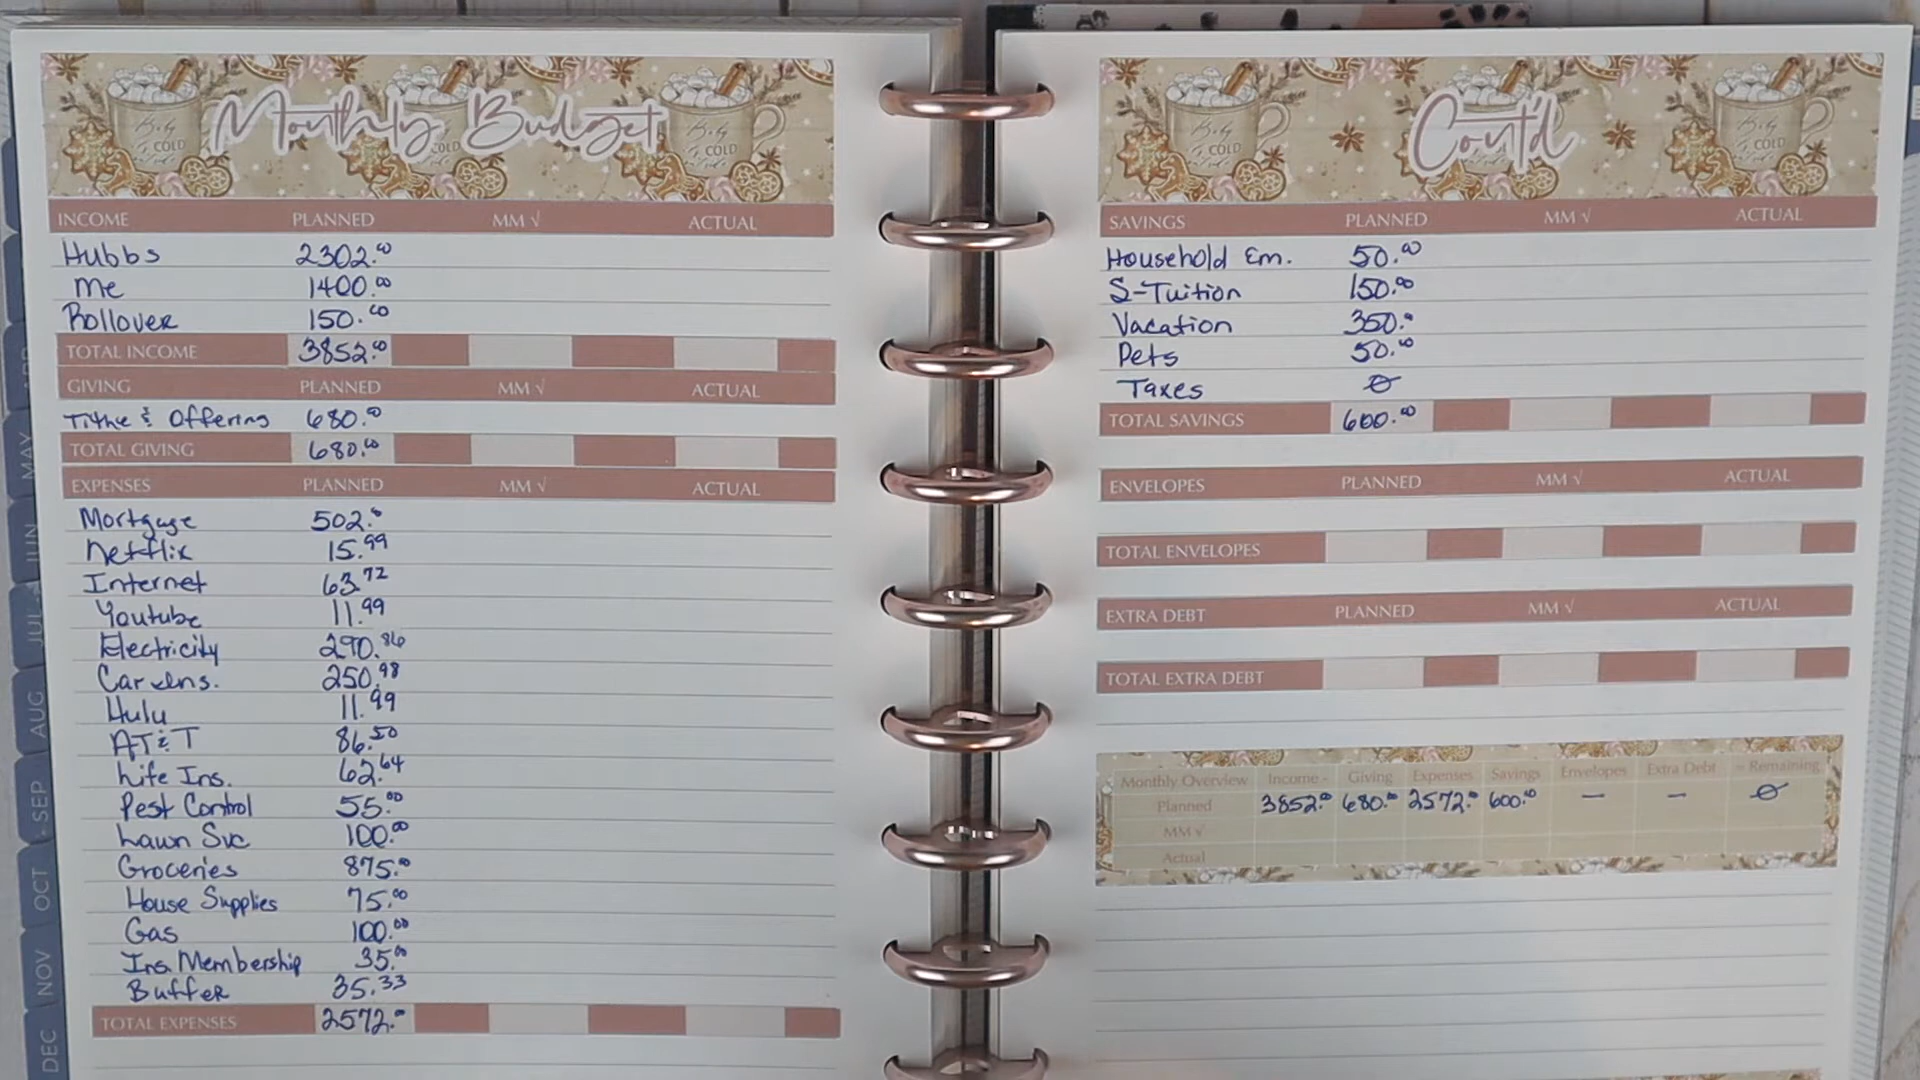 Monthly Budget
INCOME PLANNED MM √ ACTUAL
Hubbs 2302.00
Me 1400.00
Rollover 150.00
TOTAL INCOME 3852.00
GIVING PLANNED MM √ ACTUAL
Tithe & Offering 680.00
TOTAL GIVING 680.00
EXPENSES PLANNED MM √ ACTUAL
Mortgage 502.0
Netflix 15.99
Internet 63.72
Youtube 11.99
Electricity 290.86
Car Ins. 250.98
Hulu 11.99
AT&T 86.50
Life Ins. 62.64
Pest Control 55.00
Lawn Svc 100.00
Groceries 875.00
House Supplies 75.00
Gas 100.00
Ins Membership 35.00
Buffer 35.33
TOTAL EXPENSES 2572.00
Cont'd
SAVINGS PLANNED MM √ ACTUAL
Household Em. 50.00
S-Tuition 150.00
Vacation 350.00
Pets 50.00
Taxes 0
TOTAL SAVINGS 600.00
ENVELOPES PLANNED MM √ ACTUAL
TOTAL ENVELOPES
EXTRA DEBT PLANNED MM √ ACTUAL
TOTAL EXTRA DEBT
Monthly Overview Income - Giving Expenses Savings Envelopes Extra Debt = Remaining
Planned 3852.00 680.00 2572.00 600.00 — — 0
MM √
Actual
MAY
JUN
JUL
AUG
SEP
OCT
NOV
DEC